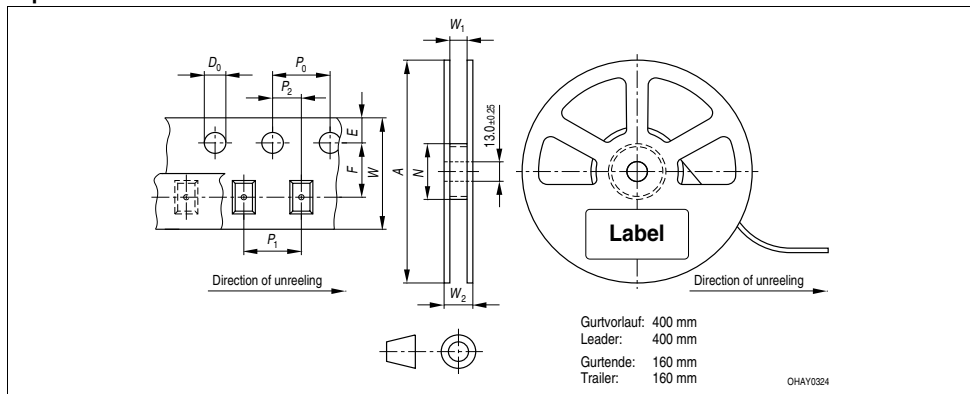 W1
D0
P0
P2
E
F
W
A
N
13.0±0.25
Label
P1
Direction of unreeling
W2
Direction of unreeling
Gurtvorlauf: 400 mm
Leader: 400 mm
Gurtende: 160 mm
Trailer: 160 mm
OHAY0324